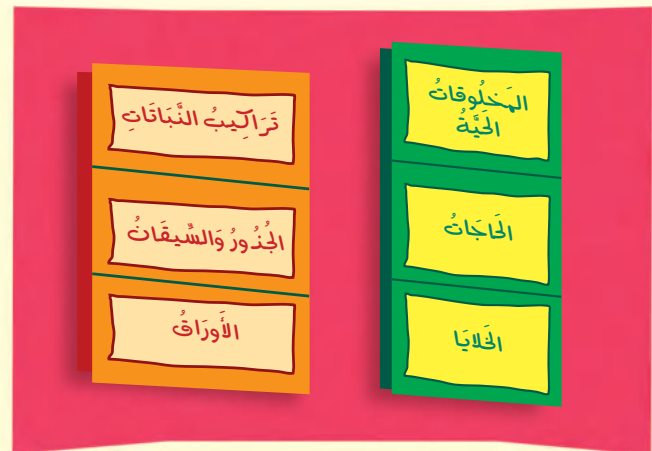 المَخلُوقاتُ
الحَيَّةُ
الحَاجَاتُ
الخَلايَا
تَرَاكِيبُ النَّبَاتَاتِ
الجُذُورُ وَالسِّيقَانُ
الأَورَاقُ